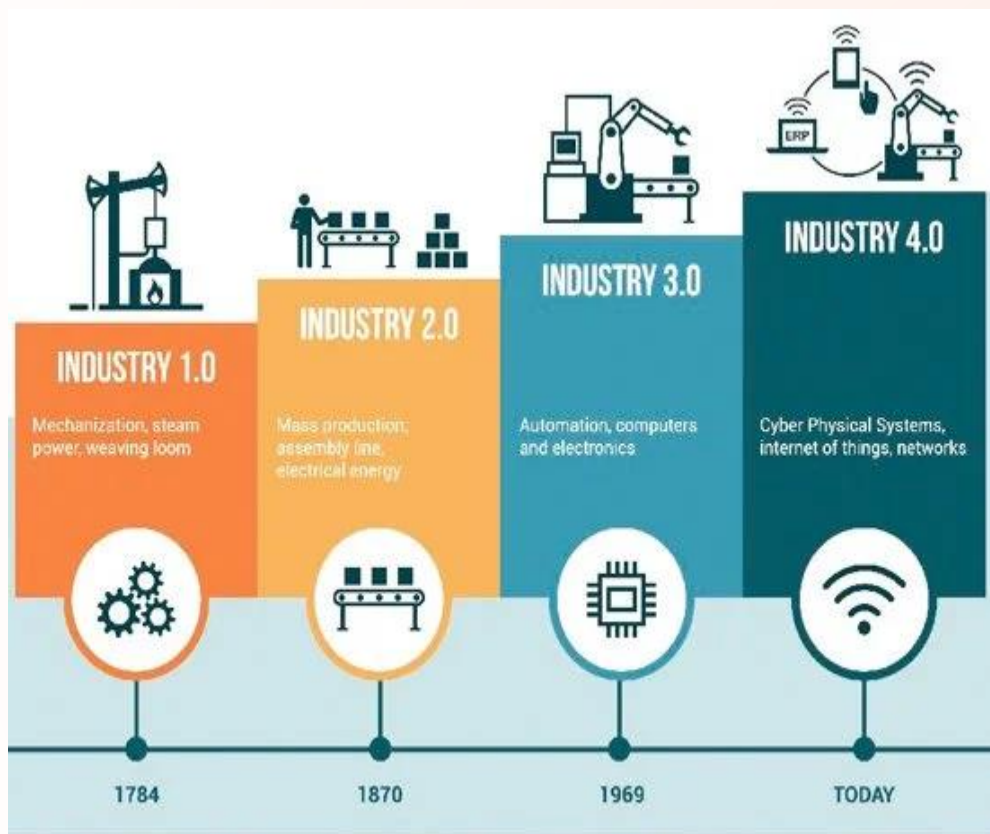 ERP
INDUSTRY 1.0
Mechanization, steam
power, weaving loom
INDUSTRY 2.0
Mass production,
assembly line,
electrical energy
INDUSTRY 3.0
Automation, computers
and electronics
INDUSTRY 4.0
Cyber Physical Systems,
internet of things, networks
1784
1870
1969
TODAY